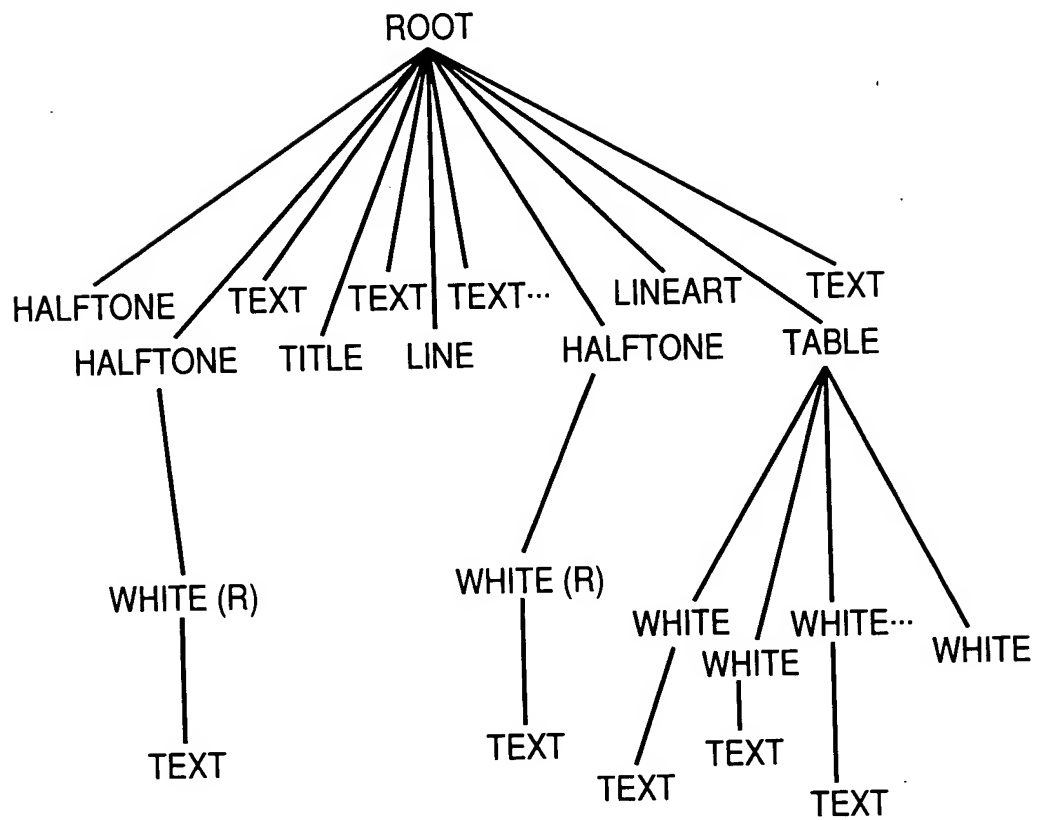 ROOT
HALFTONE TEXT TEXT TEXT... LINEART TEXT
HALFTONE TITLE LINE HALFTONE TABLE
WHITE (R) WHITE (R) WHITE WHITE... 
WHITE WHITE
TEXT TEXT TEXT
TEXT TEXT